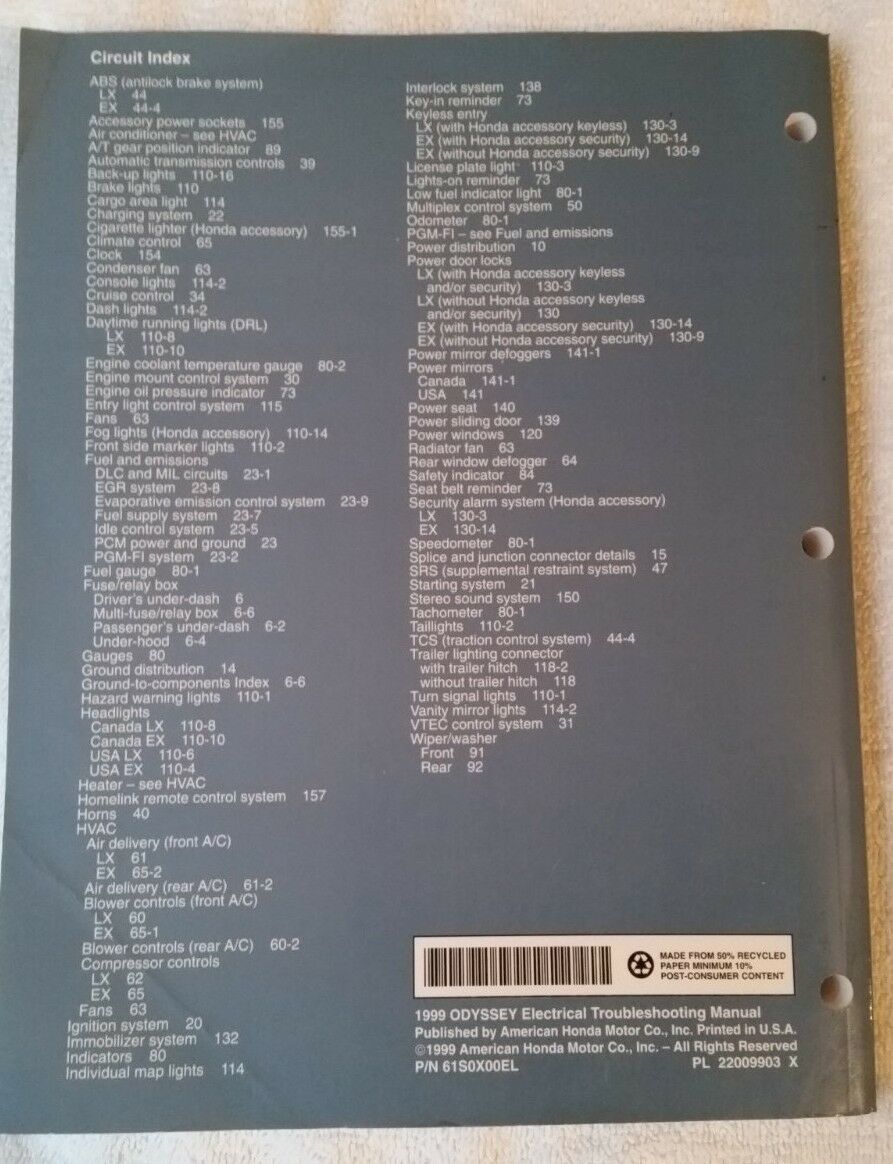 Circuit Index
ABS (antilock brake system)
LX 44
EX 44-4
Accessory power sockets 155
Air conditioner – see HVAC
A/T gear position indicator 89
Automatic transmission controls 39
Back-up lights 110-16
Brake lights 110
Cargo area light 114
Charging system 22
Cigarette lighter (Honda accessory) 155-1
Climate control 65
Clock 154
Condenser fan 63
Console lights 114-2
Cruise control 34
Dash lights 114-2
Daytime running lights (DRL)
LX 110-8
EX 110-10
Engine coolant temperature gauge 80-2
Engine mount control system 30
Engine oil pressure indicator 73
Entry light control system 115
Fans 63
Fog lights (Honda accessory) 110-14
Front side marker lights 110-2
Fuel and emissions
DLC and MIL circuits 23-1
EGR system 23-8
Evaporative emission control system 23-9
Fuel supply system 23-7
Idle control system 23-5
PCM power and ground 23
PGM-FI system 23-2
Fuel gauge 80-1
Fuse/relay box
Driver's under-dash 6
Multi-fuse/relay box 6-6
Passenger's under-dash 6-2
Under-hood 6-4
Gauges 80
Ground distribution 14
Ground-to-components Index 6-6
Hazard warning lights 110-1
Headlights
Canada LX 110-8
Canada EX 110-10
USA LX 110-6
USA EX 110-4
Heater – see HVAC
Homelink remote control system 157
Horns 40
HVAC
Air delivery (front A/C)
LX 61
EX 65-2
Air delivery (rear A/C) 61-2
Blower controls (front A/C)
LX 60
EX 65-1
Blower controls (rear A/C) 60-2
Compressor controls
LX 62
EX 65
Fans 63
Ignition system 20
Immobilizer system 132
Indicators 80
Individual map lights 114
Interlock system 138
Key-in reminder 73
Keyless entry
LX (with Honda accessory keyless) 130-3
EX (with Honda accessory security) 130-14
EX (without Honda accessory security) 130-9
License plate light 110-3
Lights-on reminder 73
Low fuel indicator light 80-1
Multiplex control system 50
Odometer 80-1
PGM-FI – see Fuel and emissions
Power distribution 10
Power door locks
LX (with Honda accessory keyless
and/or security) 130-3
LX (without Honda accessory keyless
and/or security) 130
EX (with Honda accessory security) 130-14
EX (without Honda accessory security) 130-9
Power mirror defoggers 141-1
Power mirrors
Canada 141-1
USA 141
Power seat 140
Power sliding door 139
Power windows 120
Radiator fan 63
Rear window defogger 64
Safety indicator 84
Seat belt reminder 73
Security alarm system (Honda accessory)
LX 130-3
EX 130-14
Speedometer 80-1
Splice and junction connector details 15
SRS (supplemental restraint system) 47
Starting system 21
Stereo sound system 150
Tachometer 80-1
Taillights 110-2
TCS (traction control system) 44-4
Trailer lighting connector
with trailer hitch 118-2
without trailer hitch 118
Turn signal lights 110-1
Vanity mirror lights 114-2
VTEC control system 31
Wiper/washer
Front 91
Rear 92
MADE FROM 50% RECYCLED
PAPER MINIMUM 10%
POST-CONSUMER CONTENT
1999 ODYSSEY Electrical Troubleshooting Manual
Published by American Honda Motor Co., Inc. Printed in U.S.A.
©1999 American Honda Motor Co., Inc. – All Rights Reserved
P/N 61S0X00EL PL 22009903 X